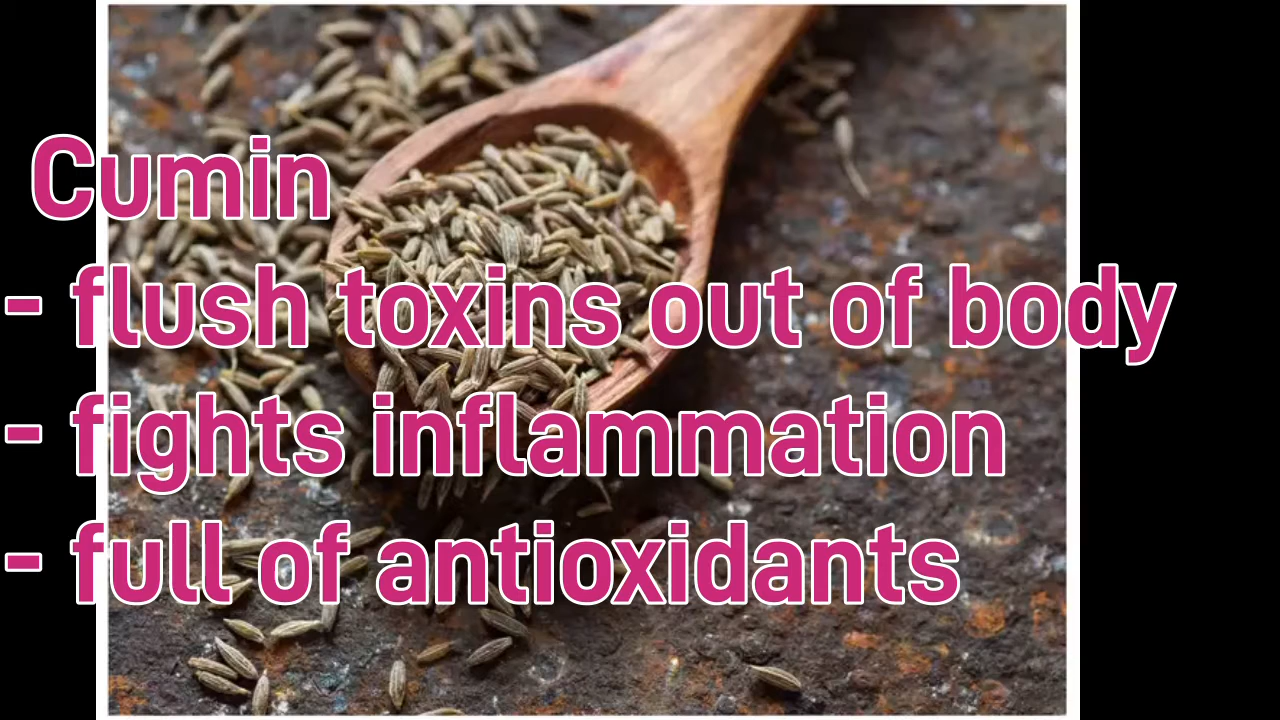 Cumin
- flush toxins out of body
- fights inflammation
- full of antioxidants